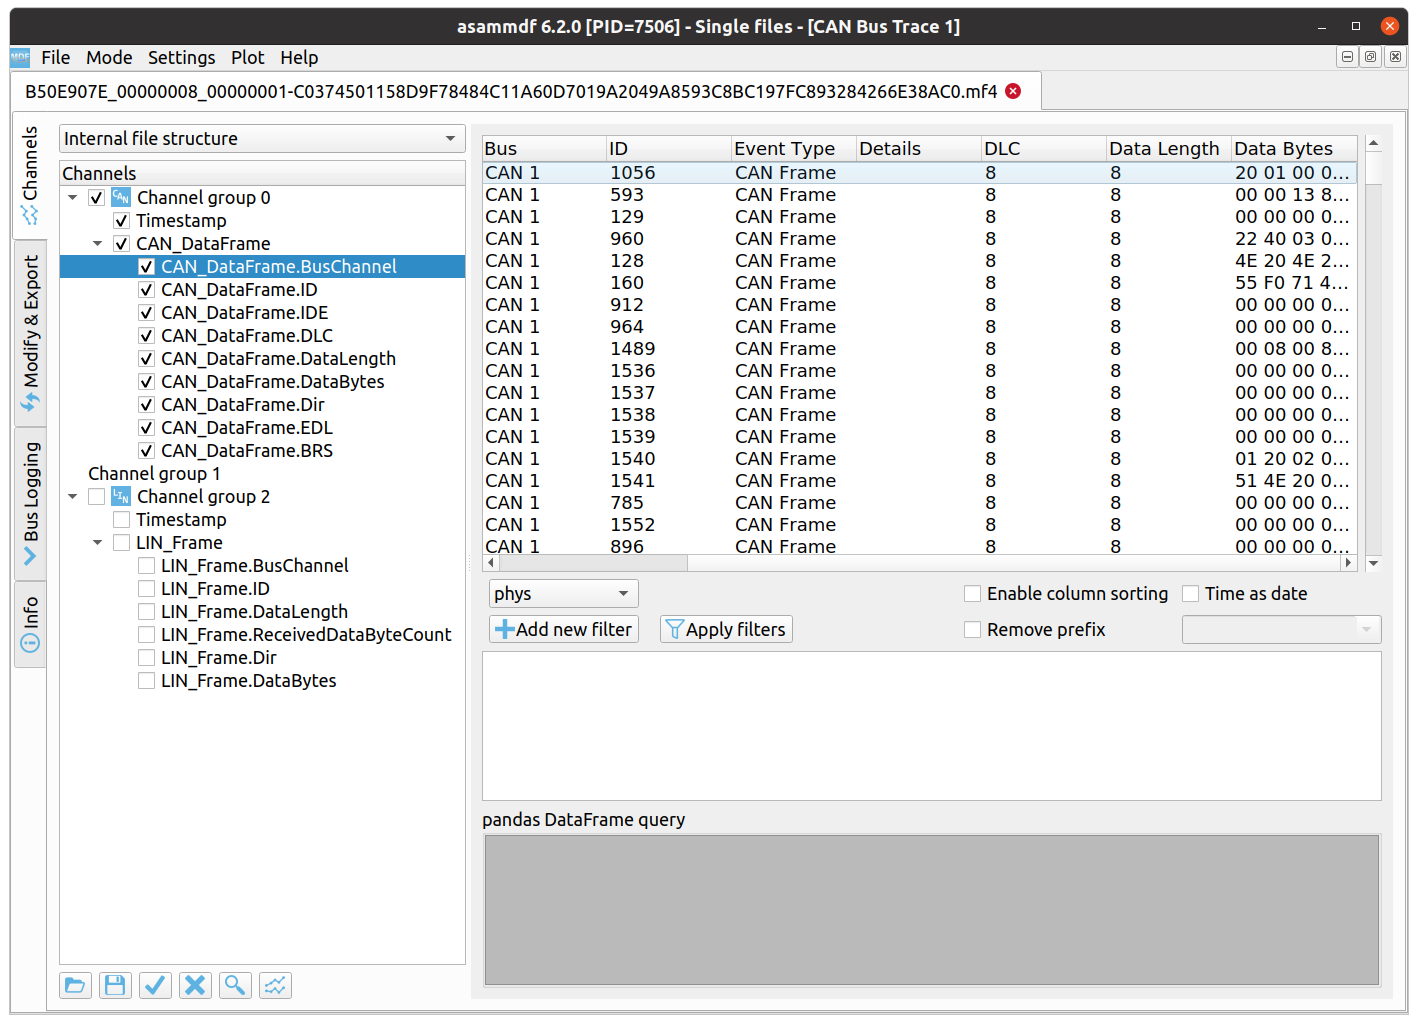 asammdf 6.2.0 [PID=7506] - Single files - [CAN Bus Trace 1]
MDF File Mode Settings Plot Help
B50E907E_00000008_00000001-C0374501158D9F78484C11A60D7019A2049A8593C8BC197FC893284266E38AC0.mf4
Channels
Modify & Export
Bus Logging
Info
Internal file structure
Channels
CAN Channel group 0
Timestamp
CAN_DataFrame
CAN_DataFrame.BusChannel
CAN_DataFrame.ID
CAN_DataFrame.IDE
CAN_DataFrame.DLC
CAN_DataFrame.DataLength
CAN_DataFrame.DataBytes
CAN_DataFrame.Dir
CAN_DataFrame.EDL
CAN_DataFrame.BRS
Channel group 1
LIN Channel group 2
Timestamp
LIN_Frame
LIN_Frame.BusChannel
LIN_Frame.ID
LIN_Frame.DataLength
LIN_Frame.ReceivedDataByteCount
LIN_Frame.Dir
LIN_Frame.DataBytes
Bus ID Event Type Details DLC Data Length Data Bytes
CAN 1 1056 CAN Frame 8 8 20 01 00 0...
CAN 1 593 CAN Frame 8 8 00 00 13 8...
CAN 1 129 CAN Frame 8 8 00 00 00 0...
CAN 1 960 CAN Frame 8 8 22 40 03 0...
CAN 1 128 CAN Frame 8 8 4E 20 4E 2...
CAN 1 160 CAN Frame 8 8 55 F0 71 4...
CAN 1 912 CAN Frame 8 8 00 00 00 0...
CAN 1 964 CAN Frame 8 8 00 00 00 0...
CAN 1 1489 CAN Frame 8 8 00 08 00 8...
CAN 1 1536 CAN Frame 8 8 00 00 00 0...
CAN 1 1537 CAN Frame 8 8 00 00 00 0...
CAN 1 1538 CAN Frame 8 8 00 00 00 0...
CAN 1 1539 CAN Frame 8 8 00 00 00 0...
CAN 1 1540 CAN Frame 8 8 01 20 02 0...
CAN 1 1541 CAN Frame 8 8 51 4E 20 0...
CAN 1 785 CAN Frame 8 8 00 00 00 0...
CAN 1 1552 CAN Frame 8 8 00 00 00 0...
CAN 1 896 CAN Frame 8 8 00 00 00 0...
phys Enable column sorting Time as date
Add new filter Apply filters Remove prefix
pandas DataFrame query